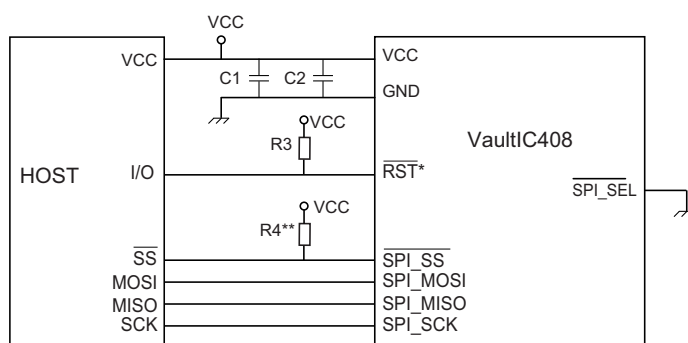 VCC
VCC
C1
C2
VCC
GND
VCC
R3
VaultIC408
HOST
I/O
RST*
SPI_SEL
VCC
R4**
SS
SPI_SS
MOSI
SPI_MOSI
MISO
SPI_MISO
SCK
SPI_SCK